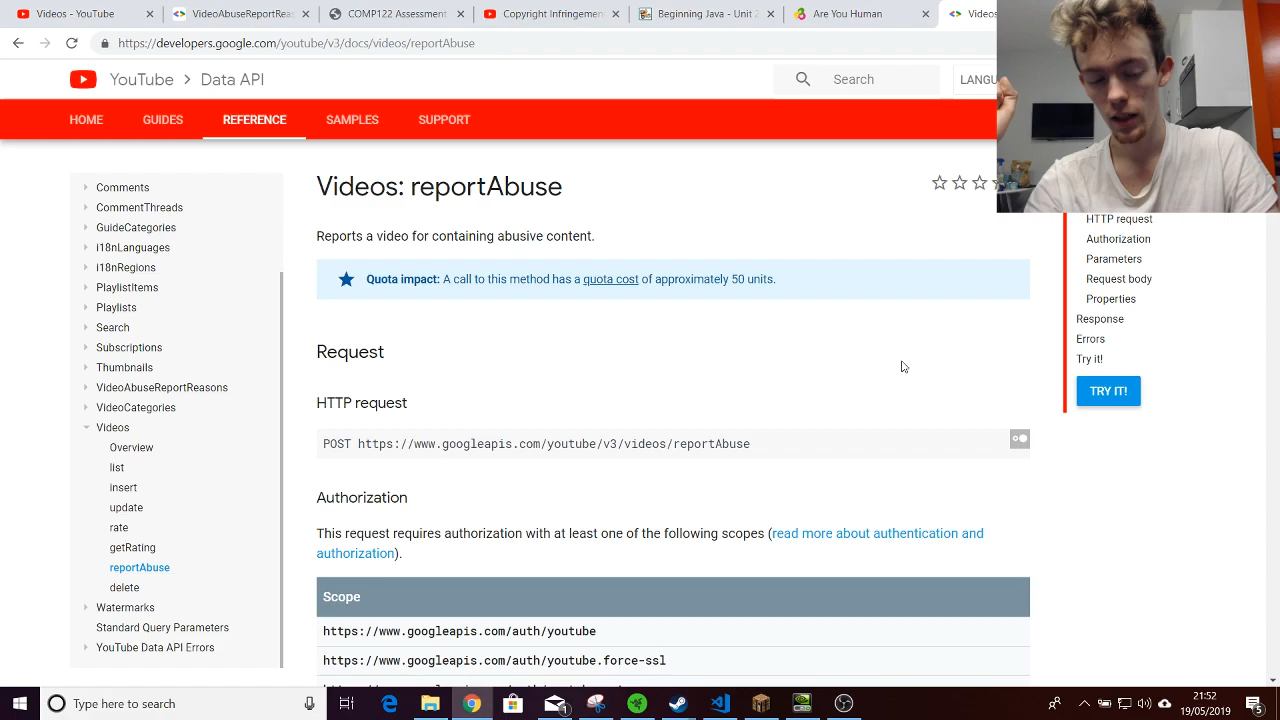 Videos - YouTube
VideoAbuseReportReas
COMP122 Assessment
Copyright Infringemen
Beginning Java - Unit 2
Are You Human
Videos
https://developers.google.com/youtube/v3/docs/videos/reportAbuse
YouTube > Data API
Search
LANGU
HOME
GUIDES
REFERENCE
SAMPLES
SUPPORT
Comments
CommentThreads
GuideCategories
i18nLanguages
i18nRegions
PlaylistItems
Playlists
Search
Subscriptions
Thumbnails
VideoAbuseReportReasons
VideoCategories
Videos
Overview
list
insert
update
rate
getRating
reportAbuse
delete
Watermarks
Standard Query Parameters
YouTube Data API Errors
Videos: reportAbuse
Reports a video for containing abusive content.
Quota impact: A call to this method has a quota cost of approximately 50 units.
Request
HTTP request
POST https://www.googleapis.com/youtube/v3/videos/reportAbuse
Authorization
This request requires authorization with at least one of the following scopes (read more about authentication and
authorization).
Scope
https://www.googleapis.com/auth/youtube
https://www.googleapis.com/auth/youtube.force-ssl
HTTP request
Authorization
Parameters
Request body
Properties
Response
Errors
Try it!
TRY IT!
Type here to search
1
21:52
19/05/2019
5